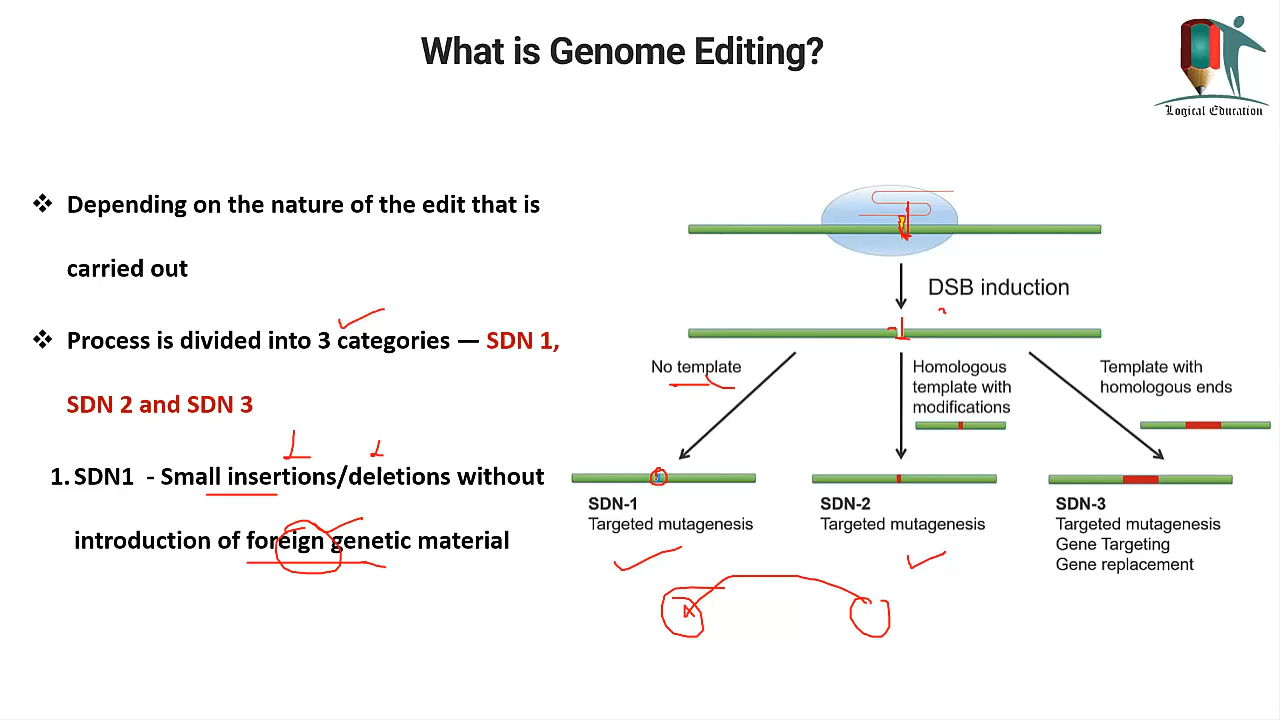 What is Genome Editing?
Logical Education
❖ Depending on the nature of the edit that is
carried out
❖ Process is divided into 3 categories — SDN 1,
SDN 2 and SDN 3
1. SDN1 - Small insertions/deletions without
introduction of foreign genetic material
DSB induction
No template
Homologous
template with
modifications
Template with
homologous ends
SDN-1
Targeted mutagenesis
SDN-2
Targeted mutagenesis
SDN-3
Targeted mutagenesis
Gene Targeting
Gene replacement